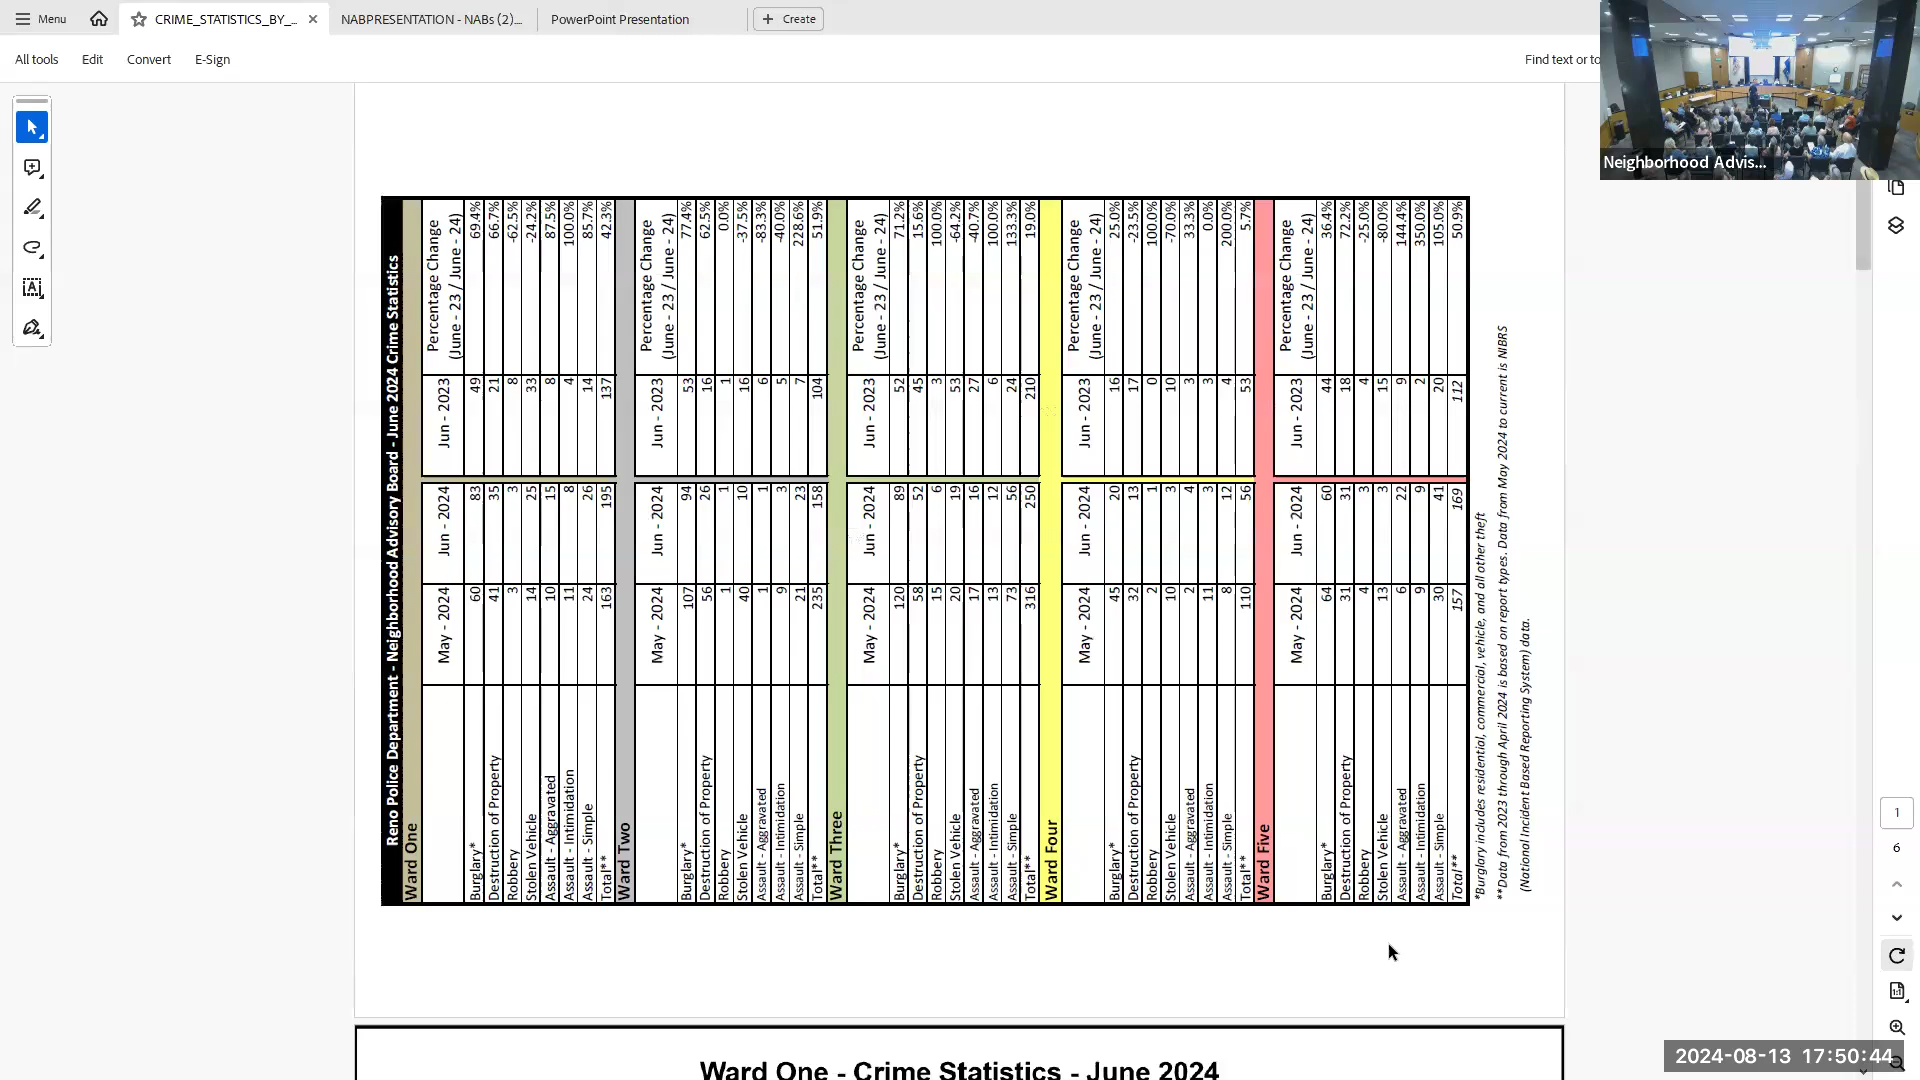 Menu
CRIME_STATISTICS_BY_...
NABPRESENTATION - NABs (2)...
PowerPoint Presentation
Create
All tools
Edit
Convert
E-Sign
Find text or to
Neighborhood Advis...
Reno Police Department - Neighborhood Advisory Board - June 2024 Crime Statistics
Ward One
May - 2024 Jun - 2024 Jun - 2023 Percentage Change (June - 23 / June - 24)
Burglary* 60 83 49 69.4%
Destruction of Property 41 35 21 66.7%
Robbery 3 3 8 -62.5%
Stolen Vehicle 14 25 33 -24.2%
Assault - Aggravated 10 15 8 87.5%
Assault - Intimidation 11 8 4 100.0%
Assault - Simple 24 26 14 85.7%
Total** 163 195 137 42.3%
Ward Two
May - 2024 Jun - 2024 Jun - 2023 Percentage Change (June - 23 / June - 24)
Burglary* 107 94 53 77.4%
Destruction of Property 56 26 16 62.5%
Robbery 1 1 1 0.0%
Stolen Vehicle 40 10 16 -37.5%
Assault - Aggravated 1 1 6 -83.3%
Assault - Intimidation 9 3 5 -40.0%
Assault - Simple 21 23 7 228.6%
Total** 235 158 104 51.9%
Ward Three
May - 2024 Jun - 2024 Jun - 2023 Percentage Change (June - 23 / June - 24)
Burglary* 120 89 52 71.2%
Destruction of Property 58 52 45 15.6%
Robbery 15 6 3 100.0%
Stolen Vehicle 20 19 53 -64.2%
Assault - Aggravated 17 16 27 -40.7%
Assault - Intimidation 13 12 6 100.0%
Assault - Simple 73 56 24 133.3%
Total** 316 250 210 19.0%
Ward Four
May - 2024 Jun - 2024 Jun - 2023 Percentage Change (June - 23 / June - 24)
Burglary* 45 20 16 25.0%
Destruction of Property 32 13 17 -23.5%
Robbery 2 1 0 100.0%
Stolen Vehicle 10 3 10 -70.0%
Assault - Aggravated 2 4 3 33.3%
Assault - Intimidation 11 3 3 0.0%
Assault - Simple 8 12 4 200.0%
Total** 110 56 53 5.7%
Ward Five
May - 2024 Jun - 2024 Jun - 2023 Percentage Change (June - 23 / June - 24)
Burglary* 64 60 44 36.4%
Destruction of Property 31 31 18 72.2%
Robbery 4 3 4 -25.0%
Stolen Vehicle 13 3 15 -80.0%
Assault - Aggravated 6 22 9 144.4%
Assault - Intimidation 9 9 2 350.0%
Assault - Simple 30 41 20 105.0%
Total** 157 169 112 50.9%
*Burglary includes residential, commercial, vehicle, and all other theft
**Data from 2023 through April 2024 is based on report types. Data from May 2024 to current is NIBRS
(National Incident Based Reporting System) data.
1
6
Ward One - Crime Statistics - June 2024
2024-08-13 17:50:44